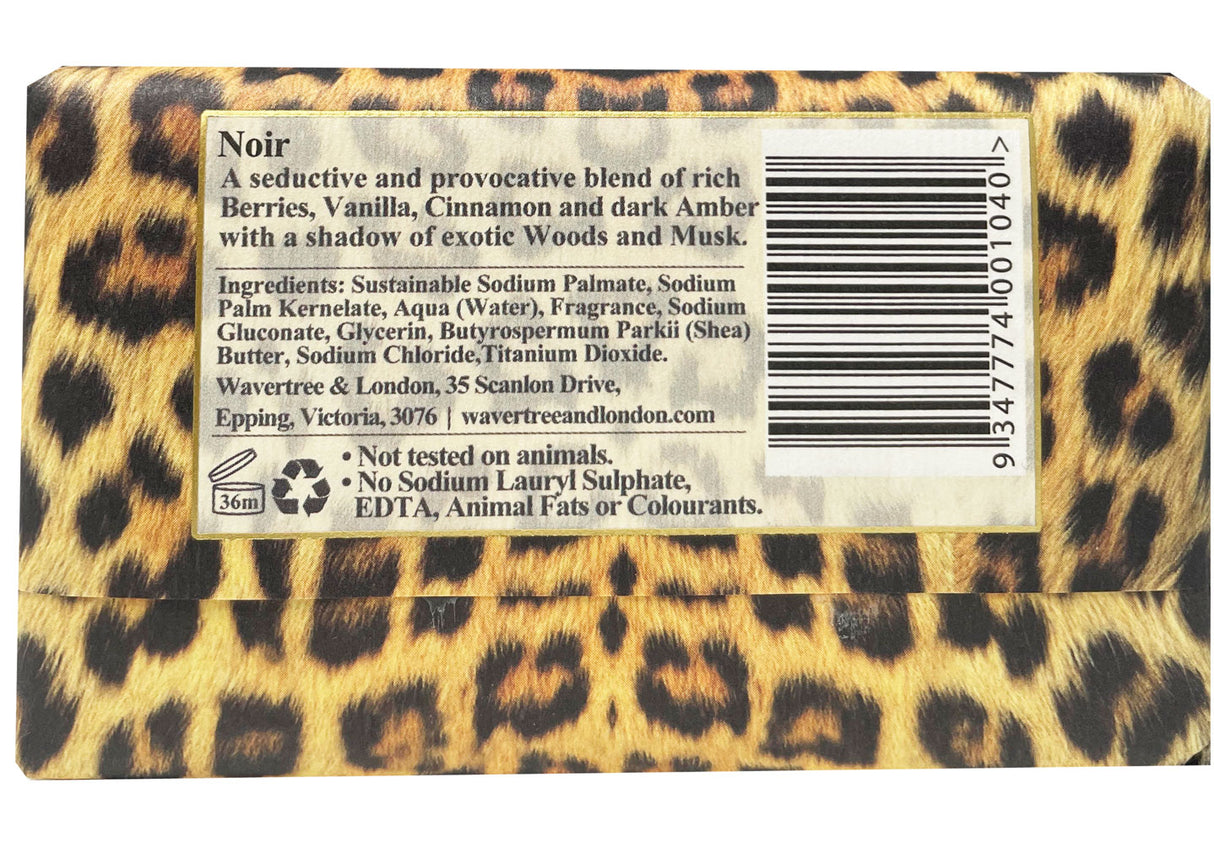 Noir
A seductive and provocative blend of rich
Berries, Vanilla, Cinnamon and dark Amber
with a shadow of exotic Woods and Musk.
Ingredients: Sustainable Sodium Palmate, Sodium
Palm Kernelate, Aqua (Water), Fragrance, Sodium
Gluconate, Glycerin, Butyrospermum Parkii (Shea)
Butter, Sodium Chloride,Titanium Dioxide.
Wavertree & London, 35 Scanlon Drive,
Epping, Victoria, 3076 | wavertreeandlondon.com
36m
• Not tested on animals.
• No Sodium Lauryl Sulphate,
EDTA, Animal Fats or Colourants.
9 347774 001040 >